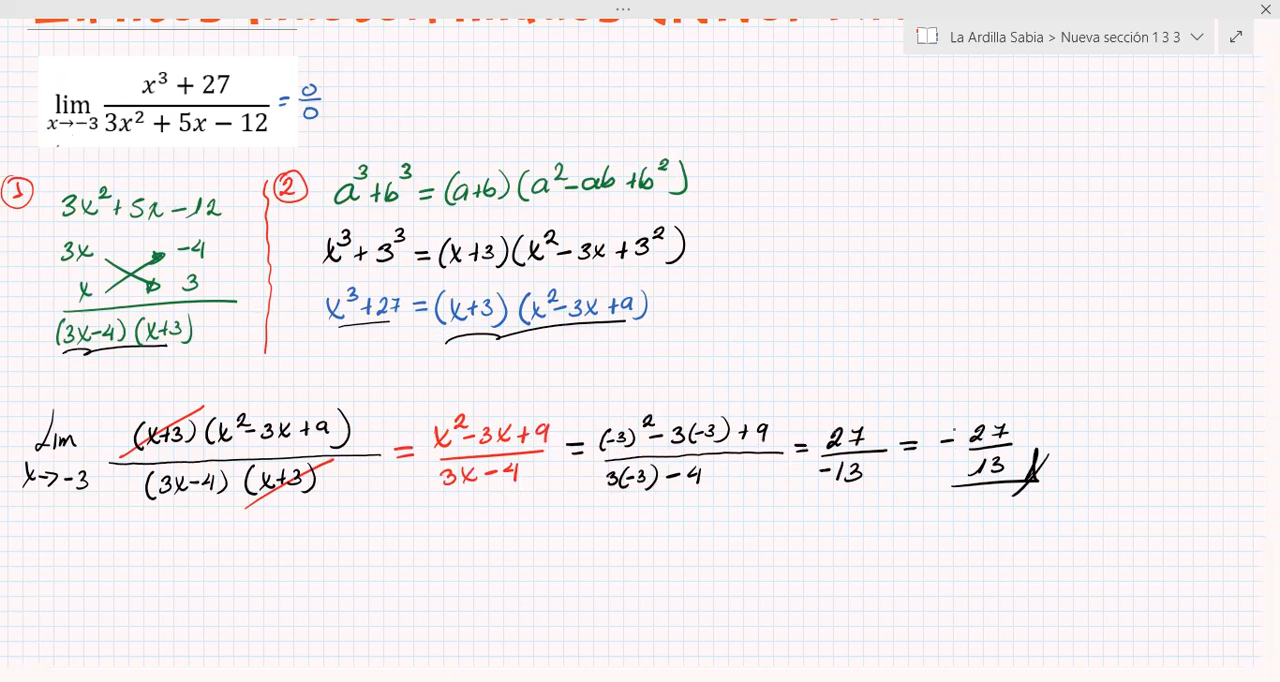 La Ardilla Sabia > Nueva sección 1 3 3
lim x→−3 (x³ + 27)/(3x² + 5x − 12) = 0/0
1
3x²+5x−12
3x −4
x 3
(3x−4)(x+3)
2
a³+b³ = (a+b)(a²−ab+b²)
x³+3³ = (x+3)(x²−3x+3²)
x³+27 = (x+3)(x²−3x+9)
Lim x→−3 (x+3)(x²−3x+9)/(3x−4)(x+3) = x²−3x+9/3x−4 = (−3)²−3(−3)+9/3(−3)−4 = 27/−13 = −27/13